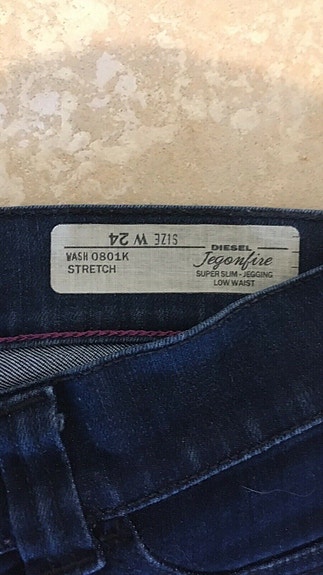 SIZE W 24
WASH 0801K
STRETCH
DIESEL
Jegonfire
SUPER SLIM - JEGGING
LOW WAIST